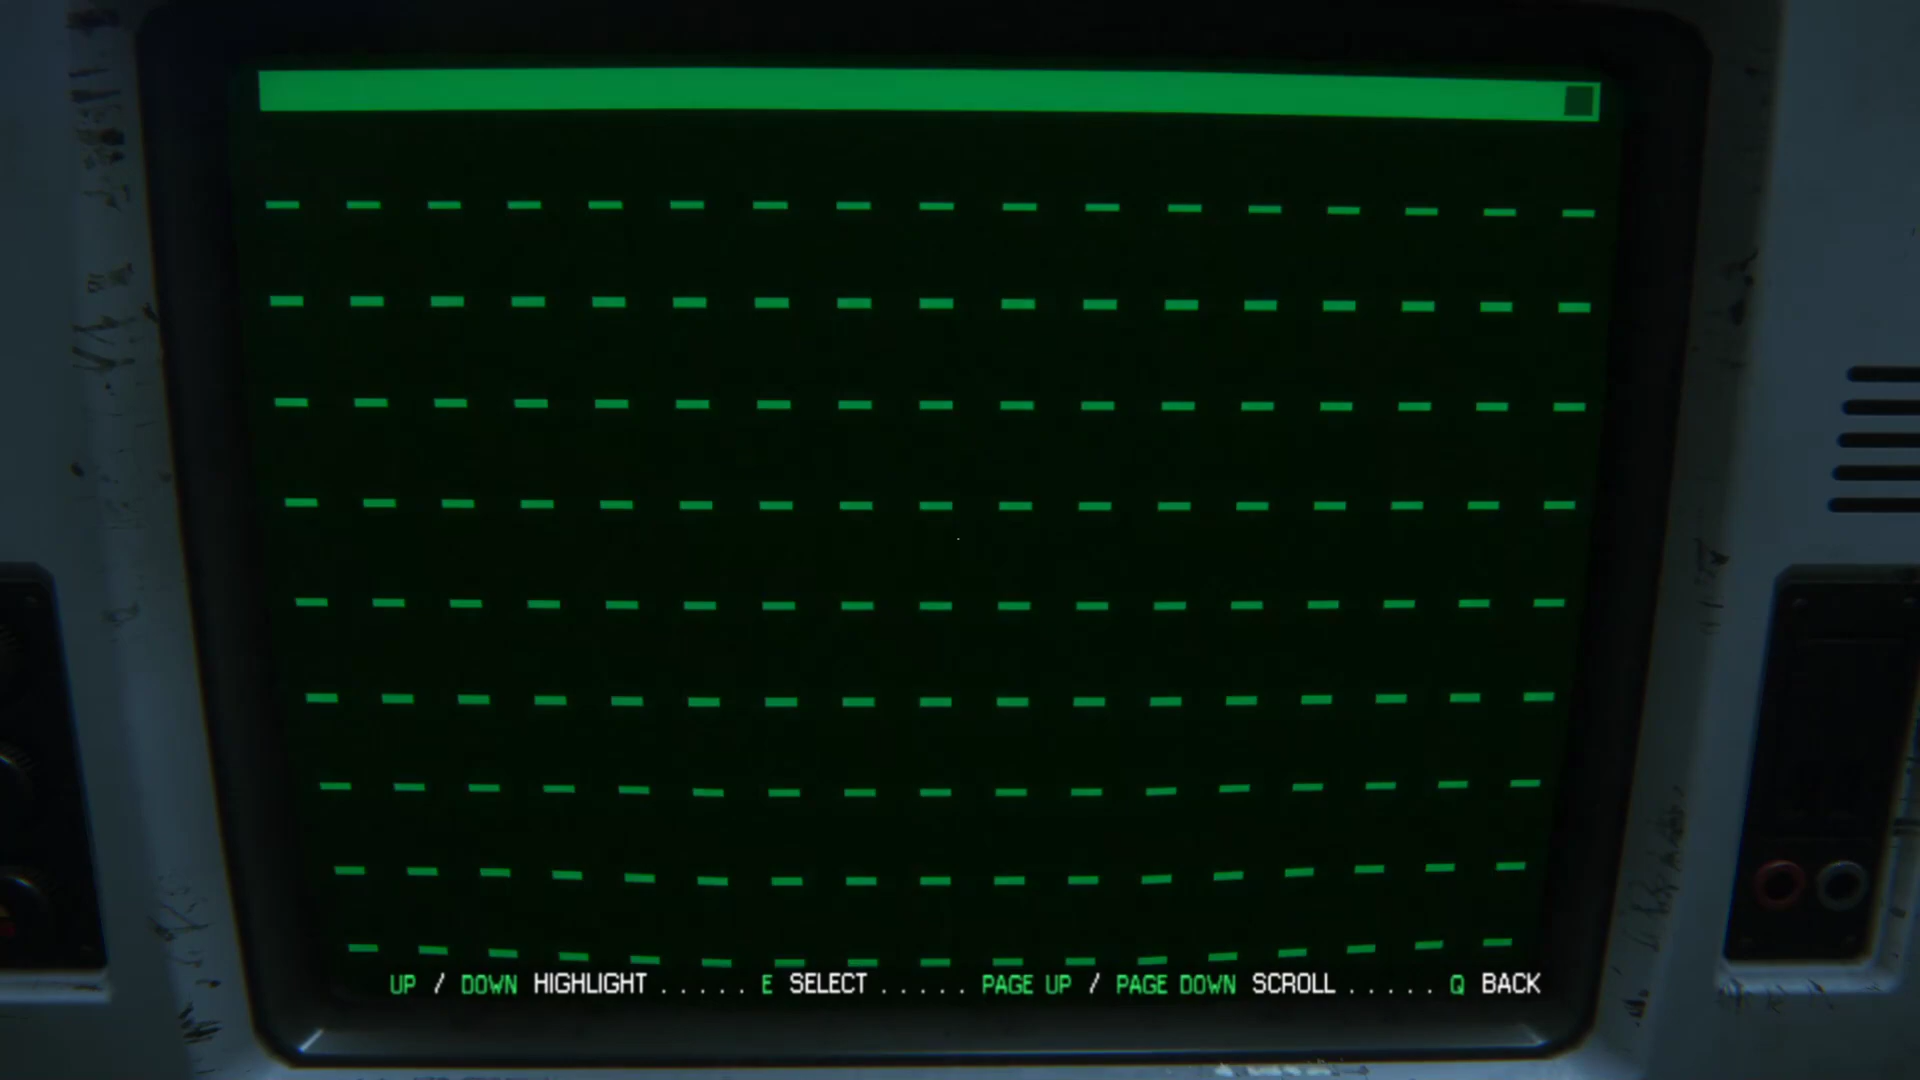 UP / DOWN HIGHLIGHT ..... E SELECT ..... PAGE UP / PAGE DOWN SCROLL ..... Q BACK